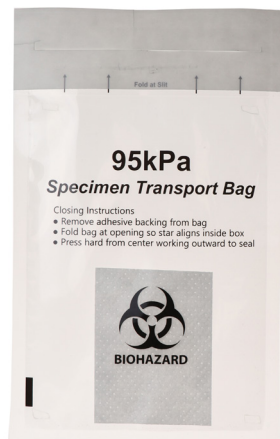 Fold at Slit
95kPa
Specimen Transport Bag
Closing Instructions
● Remove adhesive backing from bag
● Fold bag at opening so star aligns inside box
● Press hard from center working outward to seal
BIOHAZARD